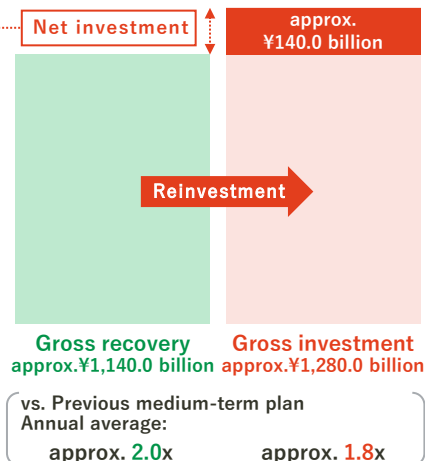 Net investment
approx.
¥140.0 billion
Reinvestment
Gross recovery
approx.¥1,140.0 billion
Gross investment
approx.¥1,280.0 billion
vs. Previous medium-term plan
Annual average:
approx. 2.0x
approx. 1.8x